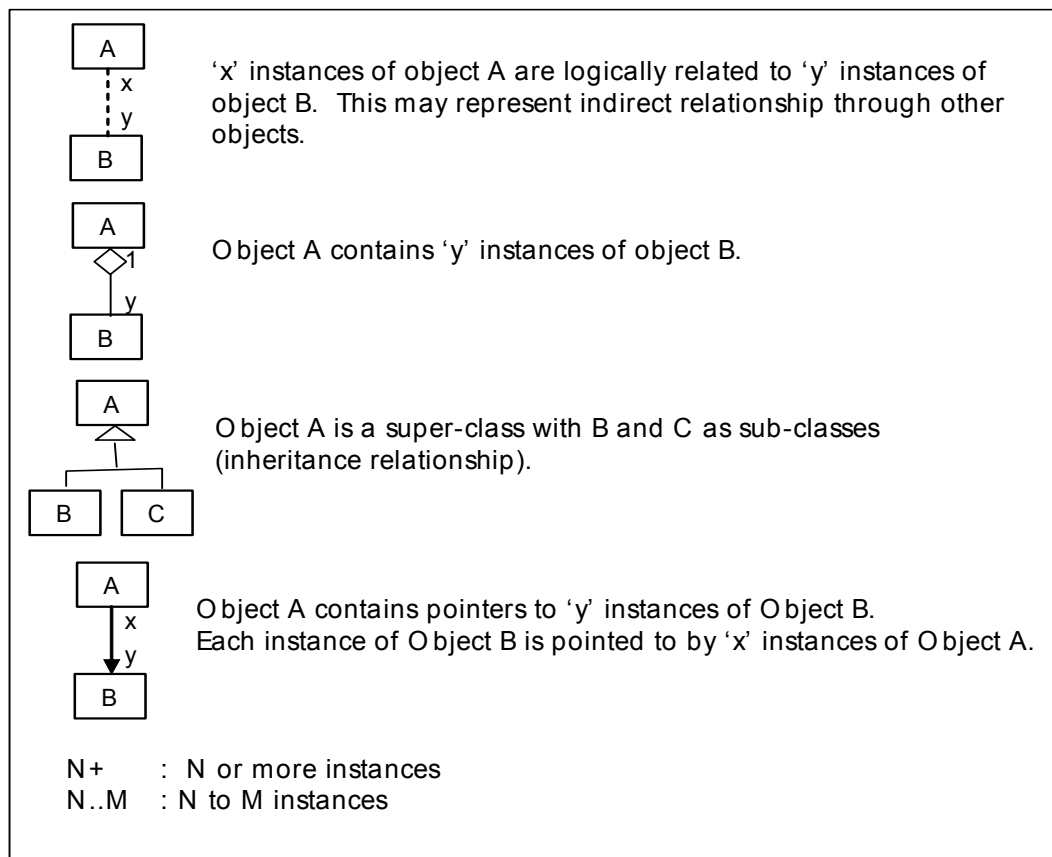 A
x
y
B
‘x’ instances of object A are logically related to ‘y’ instances of
object B. This may represent indirect relationship through other
objects.
A
1
y
B
Object A contains ‘y’ instances of object B.
A
B C
Object A is a super-class with B and C as sub-classes
(inheritance relationship).
A
x
y
B
Object A contains pointers to ‘y’ instances of Object B.
Each instance of Object B is pointed to by ‘x’ instances of Object A.
N+ : N or more instances
N..M : N to M instances